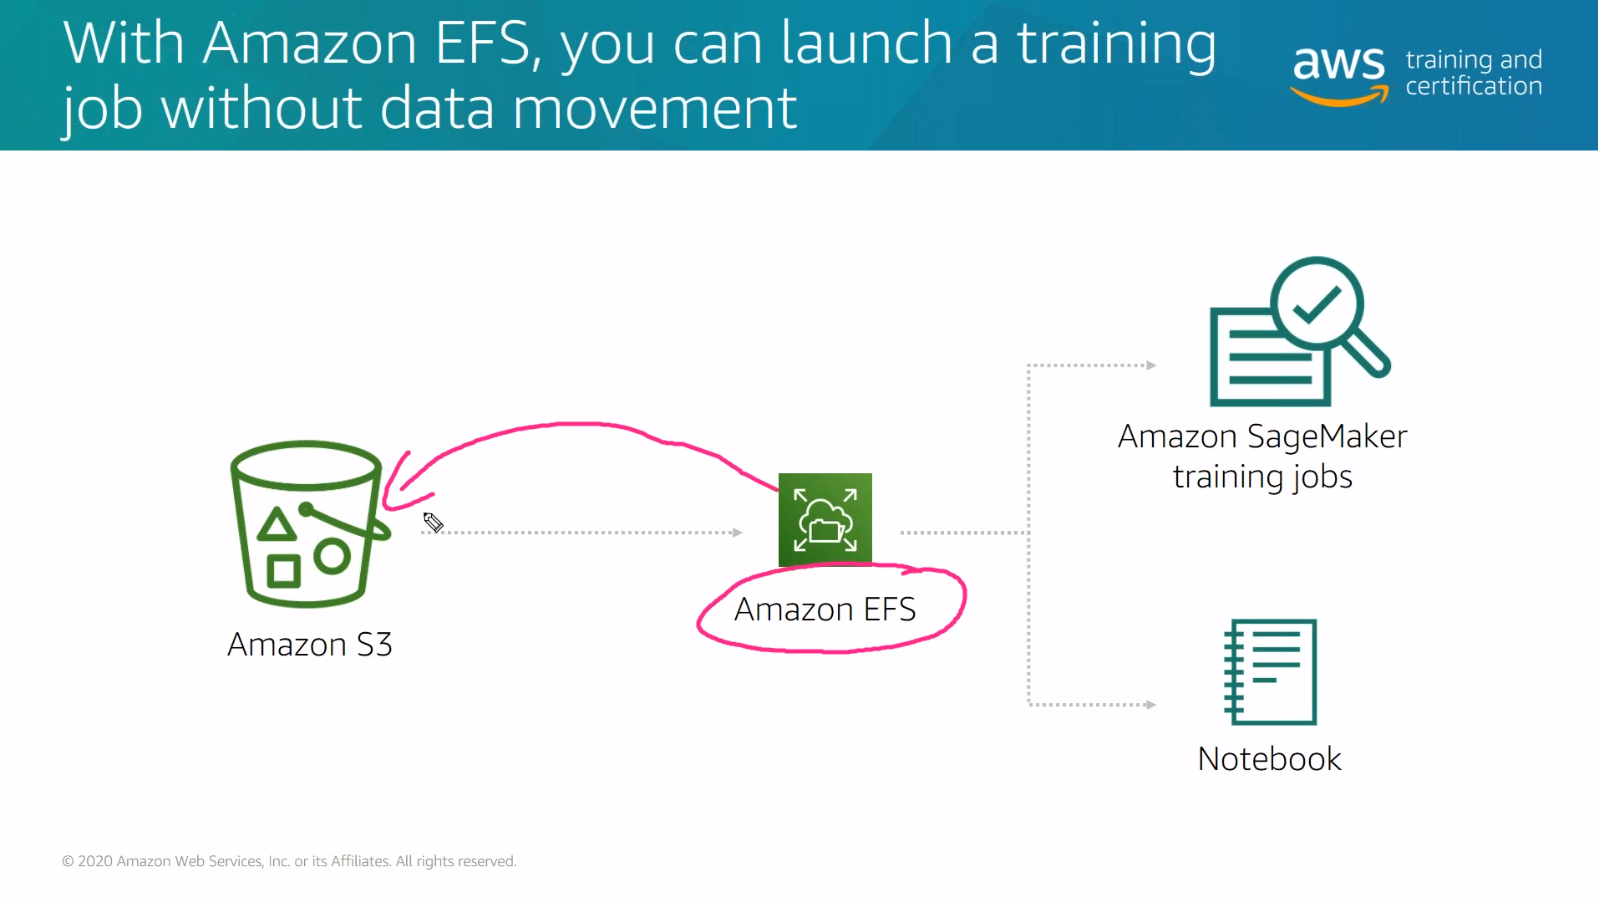 With Amazon EFS, you can launch a training
job without data movement
aws training and
certification
Amazon SageMaker
training jobs
Amazon S3
Amazon EFS
Notebook
© 2020 Amazon Web Services, Inc. or its Affiliates. All rights reserved.